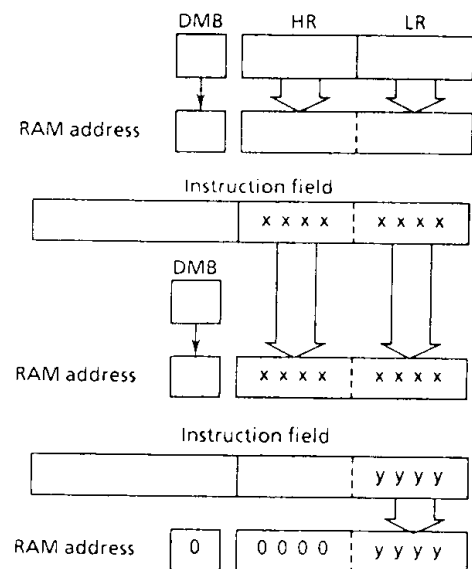 DMB HR LR
RAM address
Instruction field
x x x x x x x x
DMB
RAM address x x x x x x x x
Instruction field
y y y y
RAM address 0 0 0 0 0 y y y y